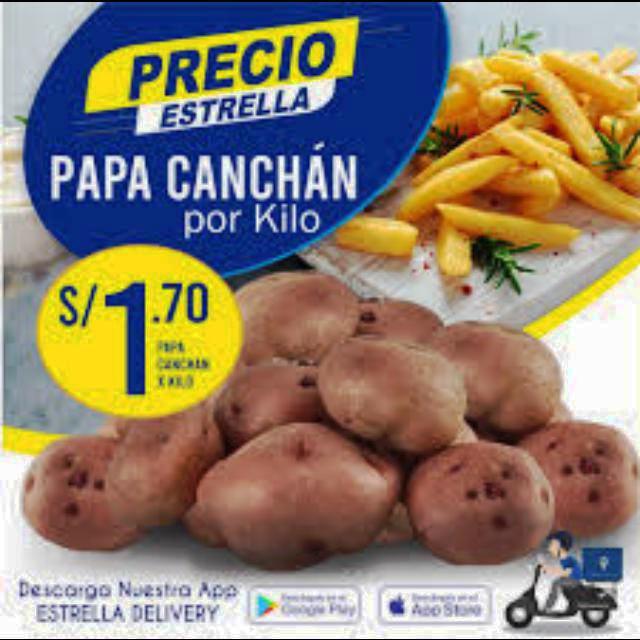 PRECIO
ESTRELLA
PAPA CANCHÁN
por Kilo
S/1.70
PAPA
CANCHAN
X KILO
Descarga Nuestra App
ESTRELLA DELIVERY
Google Play
App Store